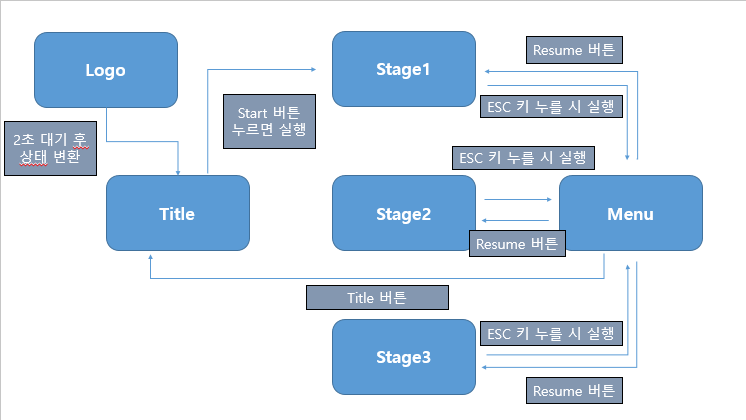 Logo
Stage1
Resume 버튼
ESC 키 누를 시 실행
Start 버튼
누르면 실행
2초 대기 후
상태 변환
ESC 키 누를 시 실행
Title
Stage2
Menu
Resume 버튼
Title 버튼
Stage3
ESC 키 누를 시 실행
Resume 버튼